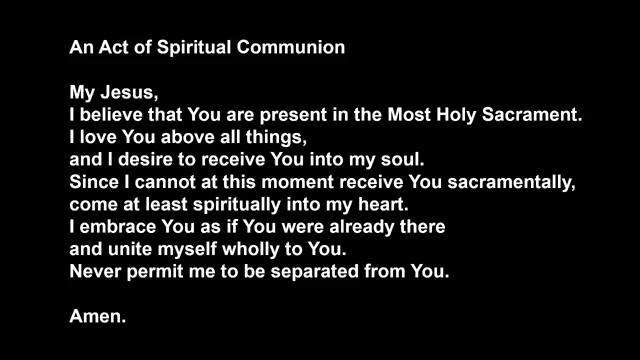 An Act of Spiritual Communion
My Jesus,
I believe that You are present in the Most Holy Sacrament.
I love You above all things,
and I desire to receive You into my soul.
Since I cannot at this moment receive You sacramentally,
come at least spiritually into my heart.
I embrace You as if You were already there
and unite myself wholly to You.
Never permit me to be separated from You.
Amen.